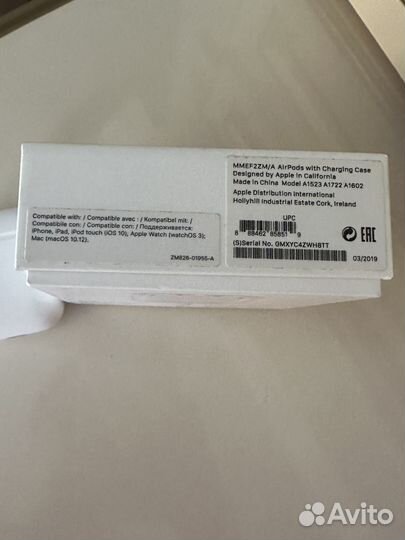 MMEF2ZM/A AirPods with Charging Case
Designed by Apple in California
Made in China Model A1523 A1722 A1602
Apple Distribution International
Hollyhill Industrial Estate Cork, Ireland
UPC
8 88462 85851 9
(S)Serial No. GMXYC4ZWH8TT
EAC
03/2019
Compatible with: / Compatible avec : / Kompatibel mit: /
Compatible con: / Compatible con: / Поддерживается:
iPhone, iPad, iPod touch (iOS 10); Apple Watch (watchOS 3);
Mac (macOS 10.12).
ZM826-01955-A
Avito